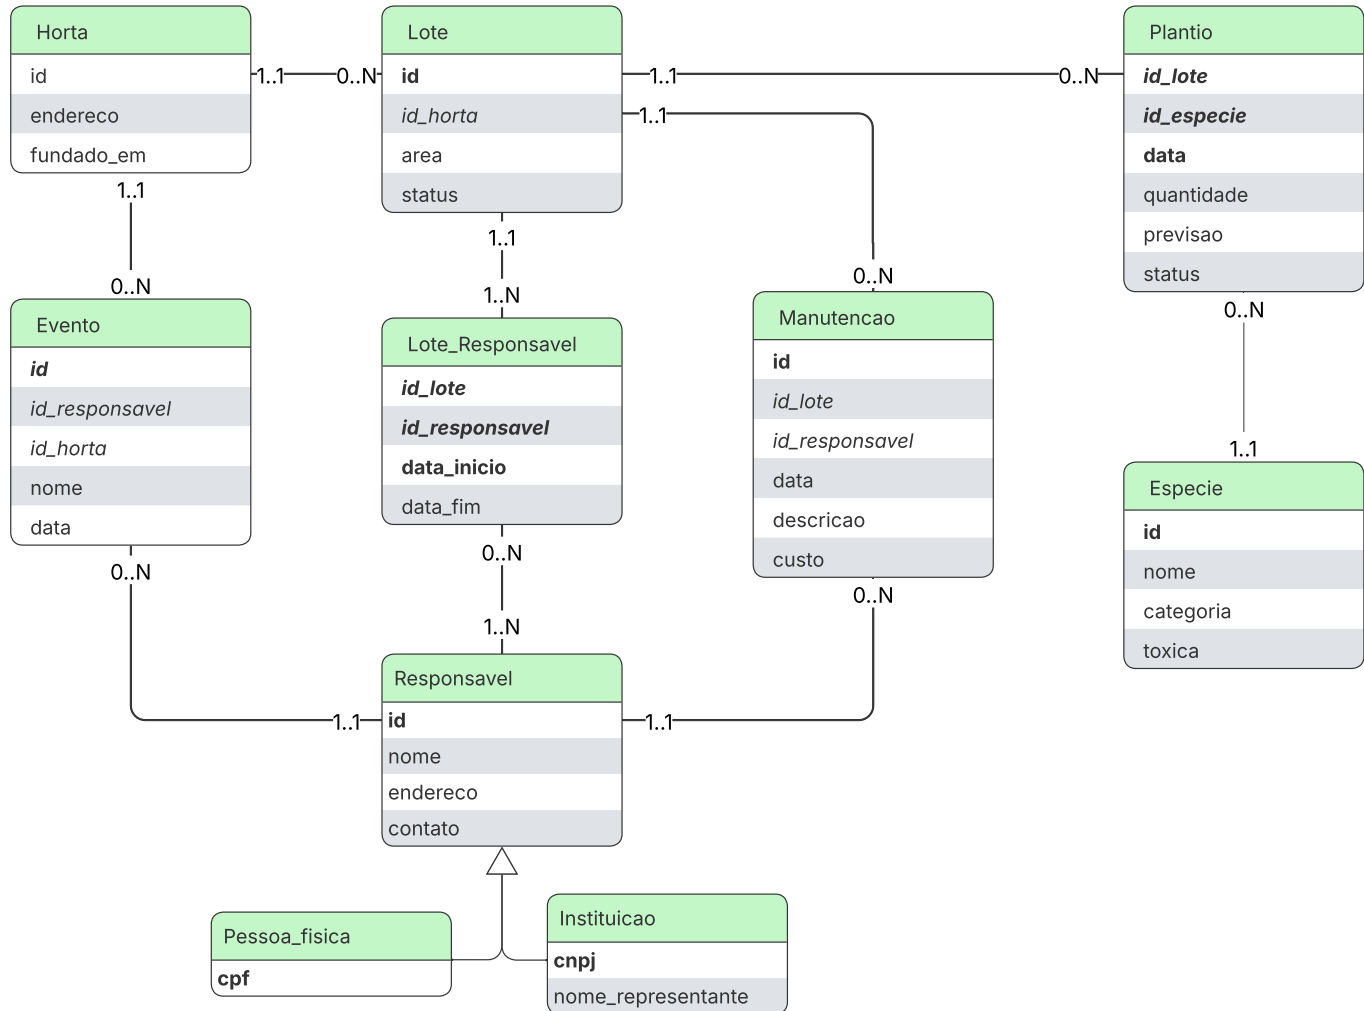 Horta
id
endereco
fundado_em
1..1
0..N
Lote
id
id_horta
area
status
1..1
0..N
1..1
Plantio
id_lote
id_especie
data
quantidade
previsao
status
1..1
0..N
1..1
1..N
0..N
0..N
Evento
id
id_responsavel
id_horta
nome
data
Lote_Responsavel
id_lote
id_responsavel
data_inicio
data_fim
Manutencao
id
id_lote
id_responsavel
data
descricao
custo
1..1
Especie
id
nome
categoria
toxica
0..N
0..N
1..N
0..N
1..1
1..1
Responsavel
id
nome
endereco
contato
Pessoa_fisica
cpf
Instituicao
cnpj
nome_representante